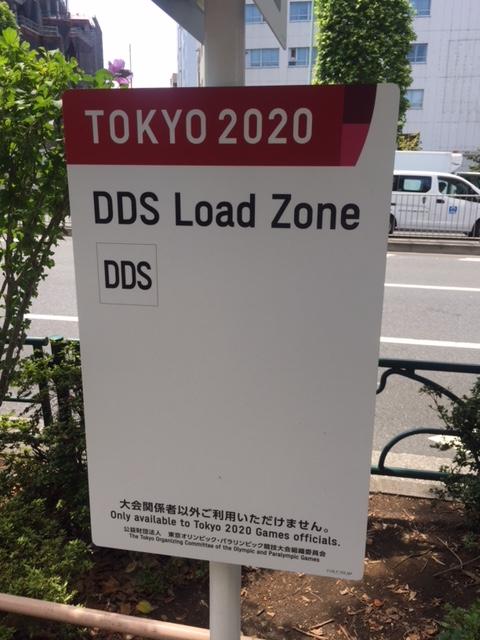 TOKYO 2020
DDS Load Zone
DDS
大会関係者以外ご利用いただけません。
Only available to Tokyo 2020 Games officials.
公益財団法人　東京オリンピック・パラリンピック競技大会組織委員会
The Tokyo Organising Committee of the Olympic and Paralympic Games